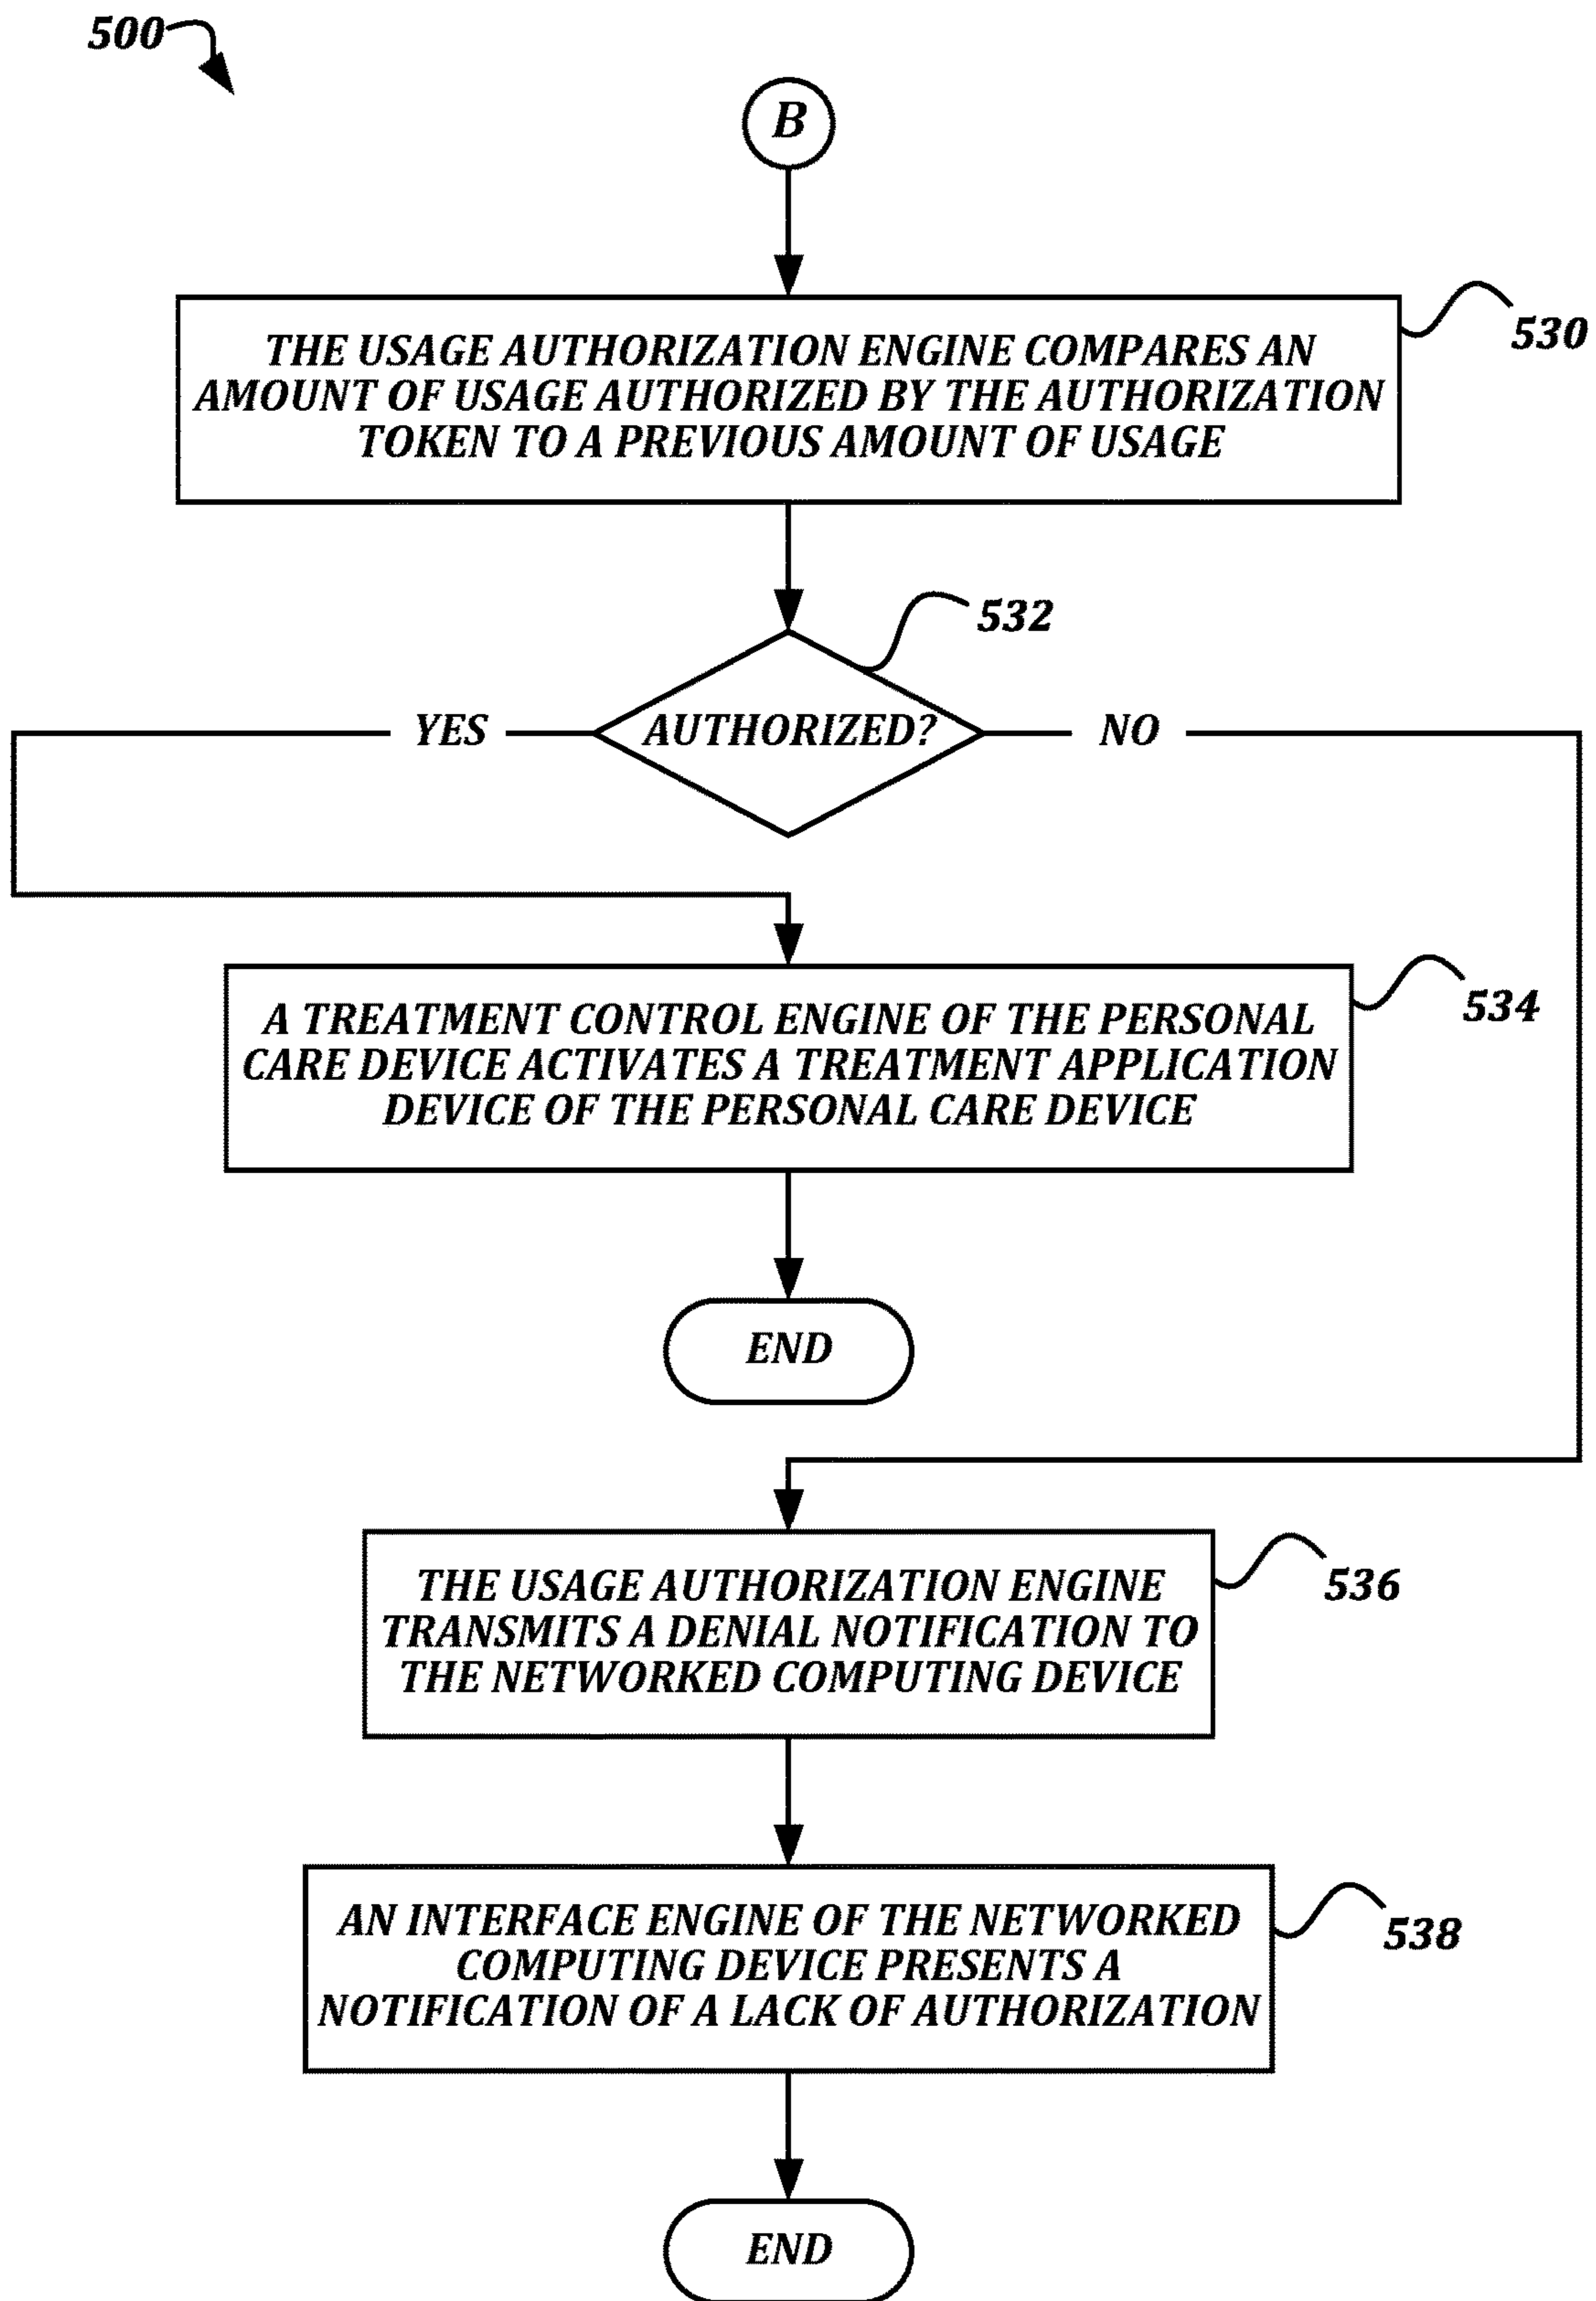 500
B
THE USAGE AUTHORIZATION ENGINE COMPARES AN
AMOUNT OF USAGE AUTHORIZED BY THE AUTHORIZATION
TOKEN TO A PREVIOUS AMOUNT OF USAGE
530
532
YES
AUTHORIZED?
NO
A TREATMENT CONTROL ENGINE OF THE PERSONAL
CARE DEVICE ACTIVATES A TREATMENT APPLICATION
DEVICE OF THE PERSONAL CARE DEVICE
534
END
THE USAGE AUTHORIZATION ENGINE
TRANSMITS A DENIAL NOTIFICATION TO
THE NETWORKED COMPUTING DEVICE
536
AN INTERFACE ENGINE OF THE NETWORKED
COMPUTING DEVICE PRESENTS A
NOTIFICATION OF A LACK OF AUTHORIZATION
538
END